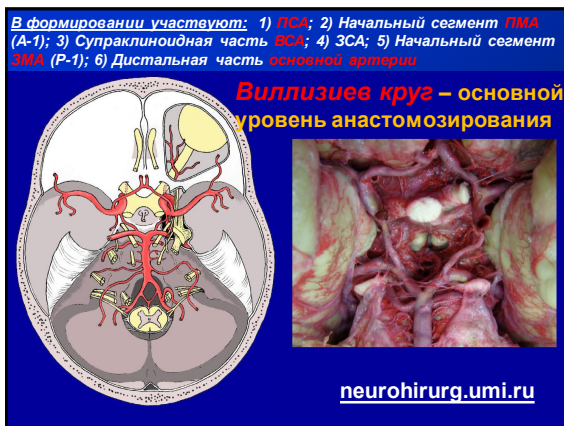 В формировании участвуют: 1) ПСА; 2) Начальный сегмент ПМА
(А-1); 3) Супраклиноидная часть ВСА; 4) ЗСА; 5) Начальный сегмент
ЗМА (Р-1); 6) Дистальная часть основной артерии
Виллизиев круг – основной
уровень анастомозирования
neurohirurg.umi.ru